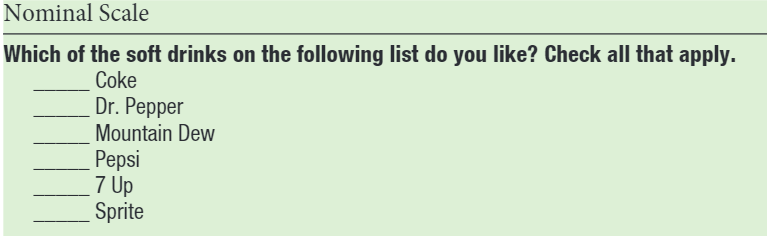 Nominal Scale
Which of the soft drinks on the following list do you like? Check all that apply.
_____ Coke
_____ Dr. Pepper
_____ Mountain Dew
_____ Pepsi
_____ 7 Up
_____ Sprite